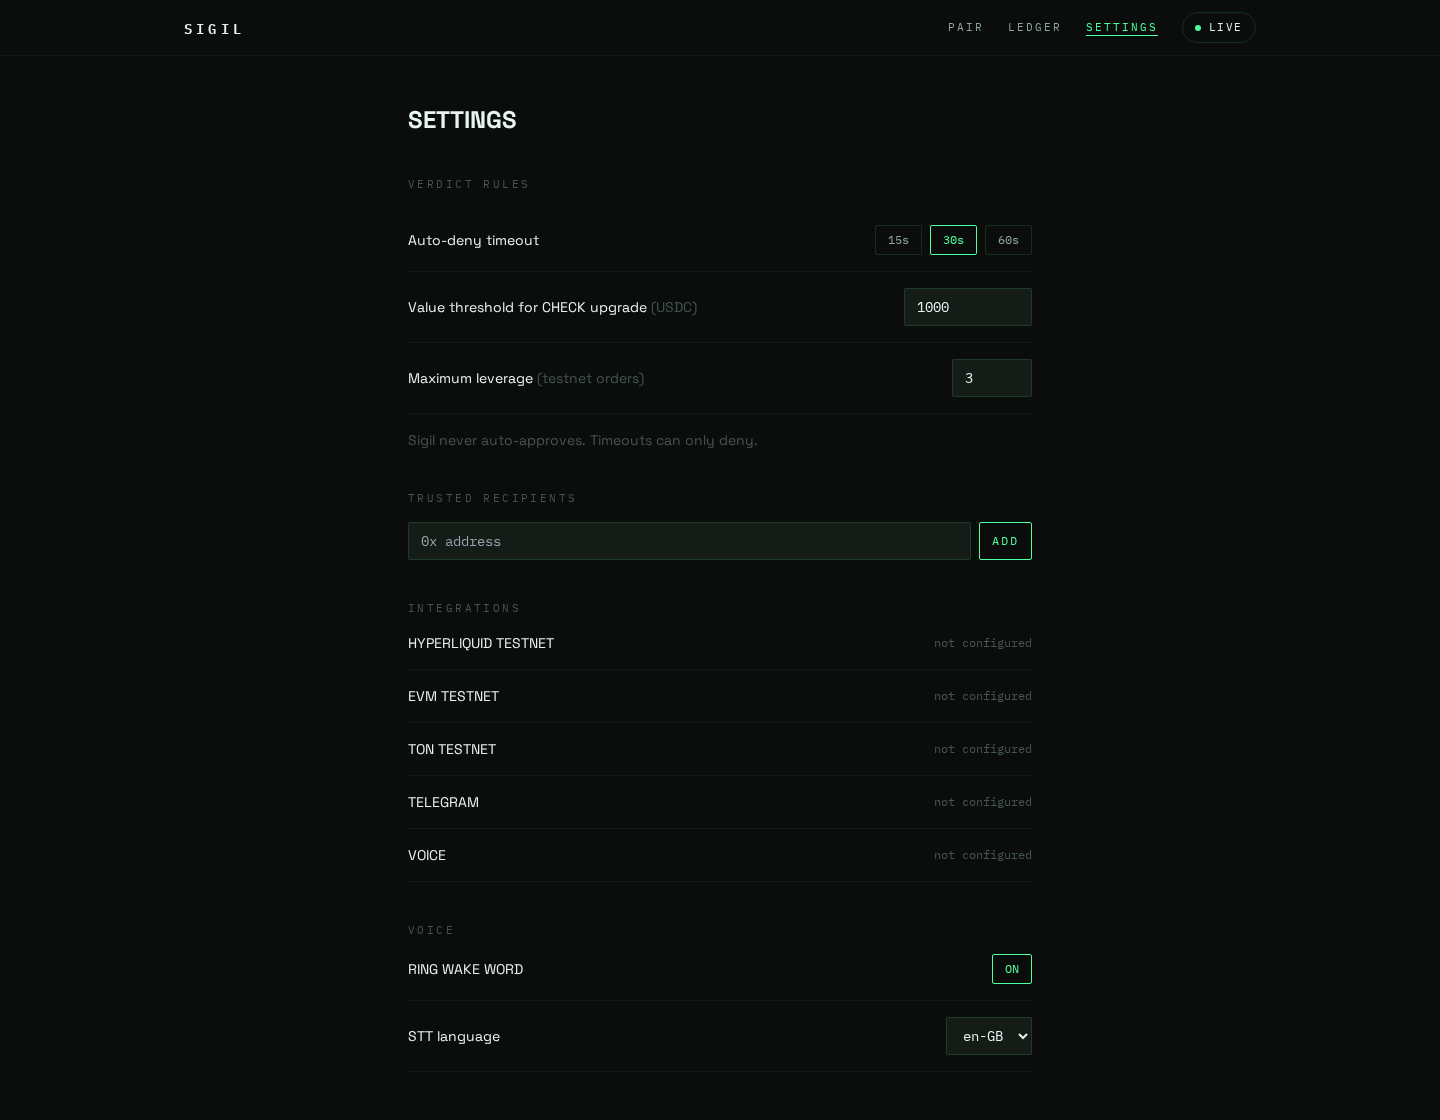 SIGIL
PAIR LEDGER SETTINGS LIVE
SETTINGS
VERDICT RULES
Auto-deny timeout 15s 30s 60s
Value threshold for CHECK upgrade (USDC) 1000
Maximum leverage (testnet orders) 3
Sigil never auto-approves. Timeouts can only deny.
TRUSTED RECIPIENTS
0x address ADD
INTEGRATIONS
HYPERLIQUID TESTNET not configured
EVM TESTNET not configured
TON TESTNET not configured
TELEGRAM not configured
VOICE not configured
VOICE
RING WAKE WORD ON
STT language en-GB